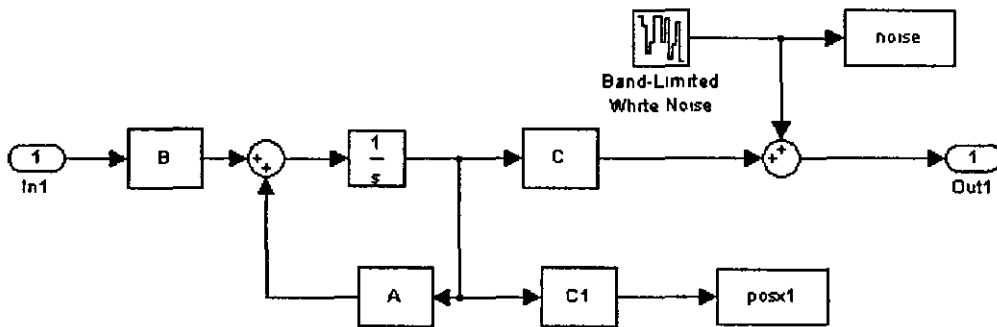 noise
Band-Limited
White Noise
1
In1
B
+
+
1
s
C
+
+
1
Out1
A
C1
posx1